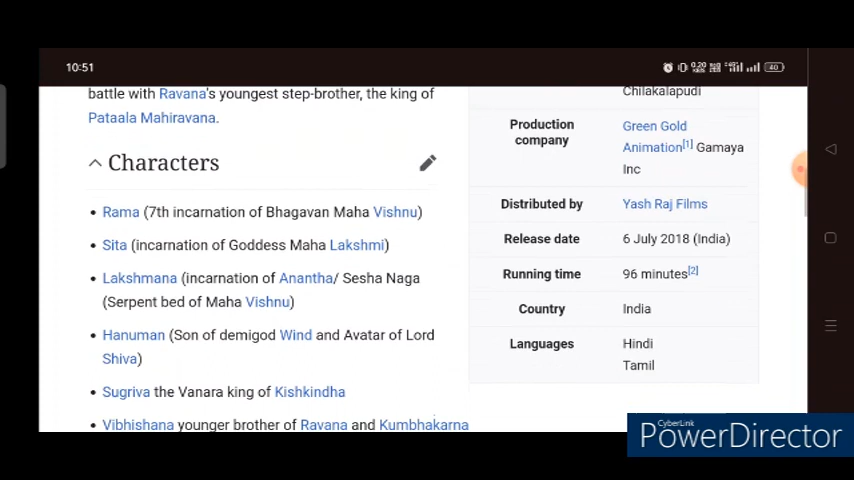 10:51
40
battle with Ravana's youngest step-brother, the king of
Pataala Mahiravana.
Characters
• Rama (7th incarnation of Bhagavan Maha Vishnu)
• Sita (incarnation of Goddess Maha Lakshmi)
• Lakshmana (incarnation of Anantha/ Sesha Naga
(Serpent bed of Maha Vishnu)
• Hanuman (Son of demigod Wind and Avatar of Lord
Shiva)
• Sugriva the Vanara king of Kishkindha
• Vibhishana younger brother of Ravana and Kumbhakarna
Chilakalapudi
Production
company
Green Gold
Animation[1] Gamaya
Inc
Distributed by
Yash Raj Films
Release date
6 July 2018 (India)
Running time
96 minutes[2]
Country
India
Languages
Hindi
Tamil
CyberLink
PowerDirector